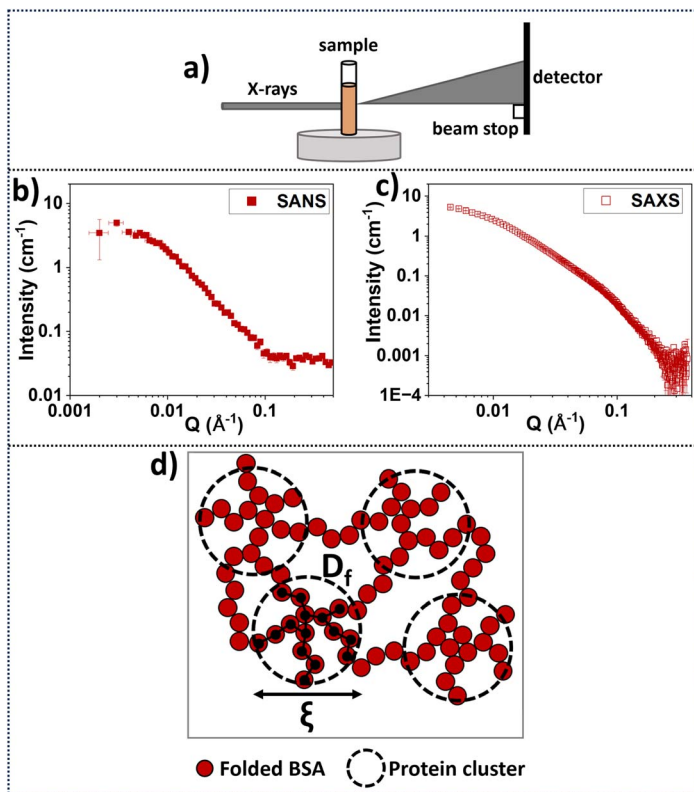 a)
sample
X-rays
detector
beam stop
b)
SANS
Intensity (cm⁻¹)
10
1
0.1
0.01
0.001
0.01
0.1
Q (Å⁻¹)
c)
SAXS
Intensity (cm⁻¹)
10
1
0.1
0.01
0.001
1E−4
0.01
0.1
Q (Å⁻¹)
d)
D_f
ξ
Folded BSA
Protein cluster